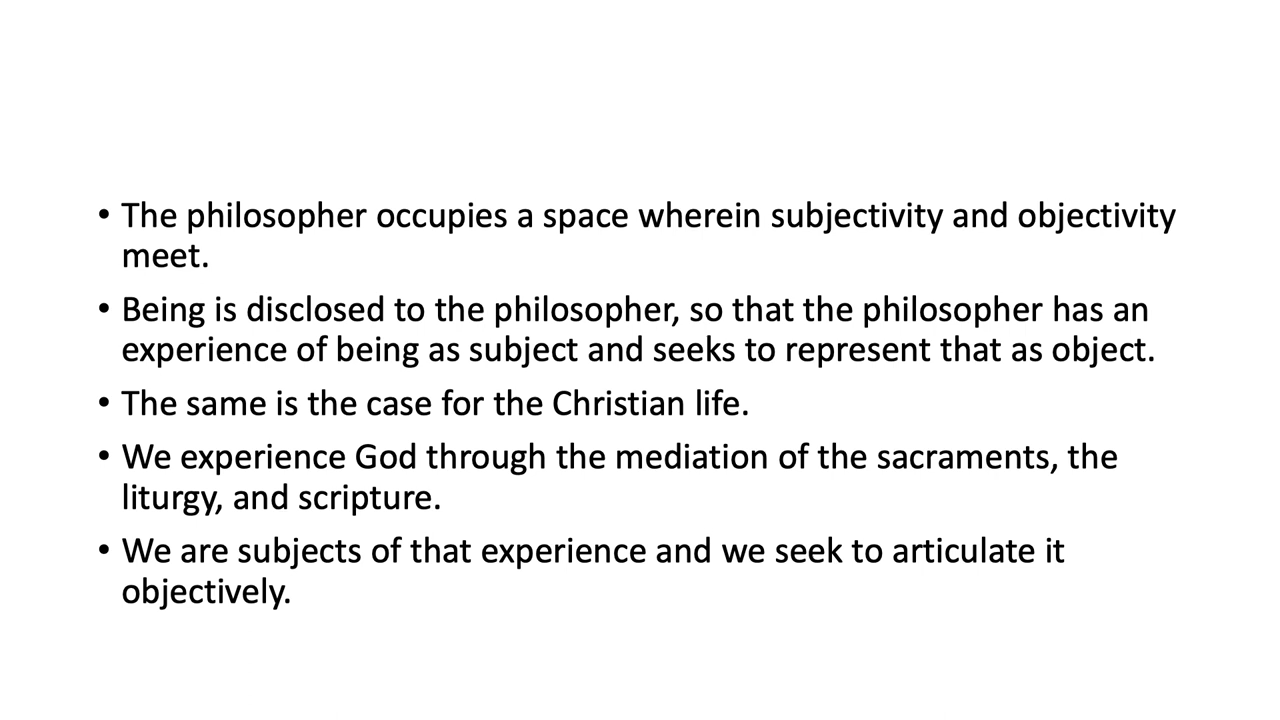 • The philosopher occupies a space wherein subjectivity and objectivity
meet.
• Being is disclosed to the philosopher, so that the philosopher has an
experience of being as subject and seeks to represent that as object.
• The same is the case for the Christian life.
• We experience God through the mediation of the sacraments, the
liturgy, and scripture.
• We are subjects of that experience and we seek to articulate it
objectively.